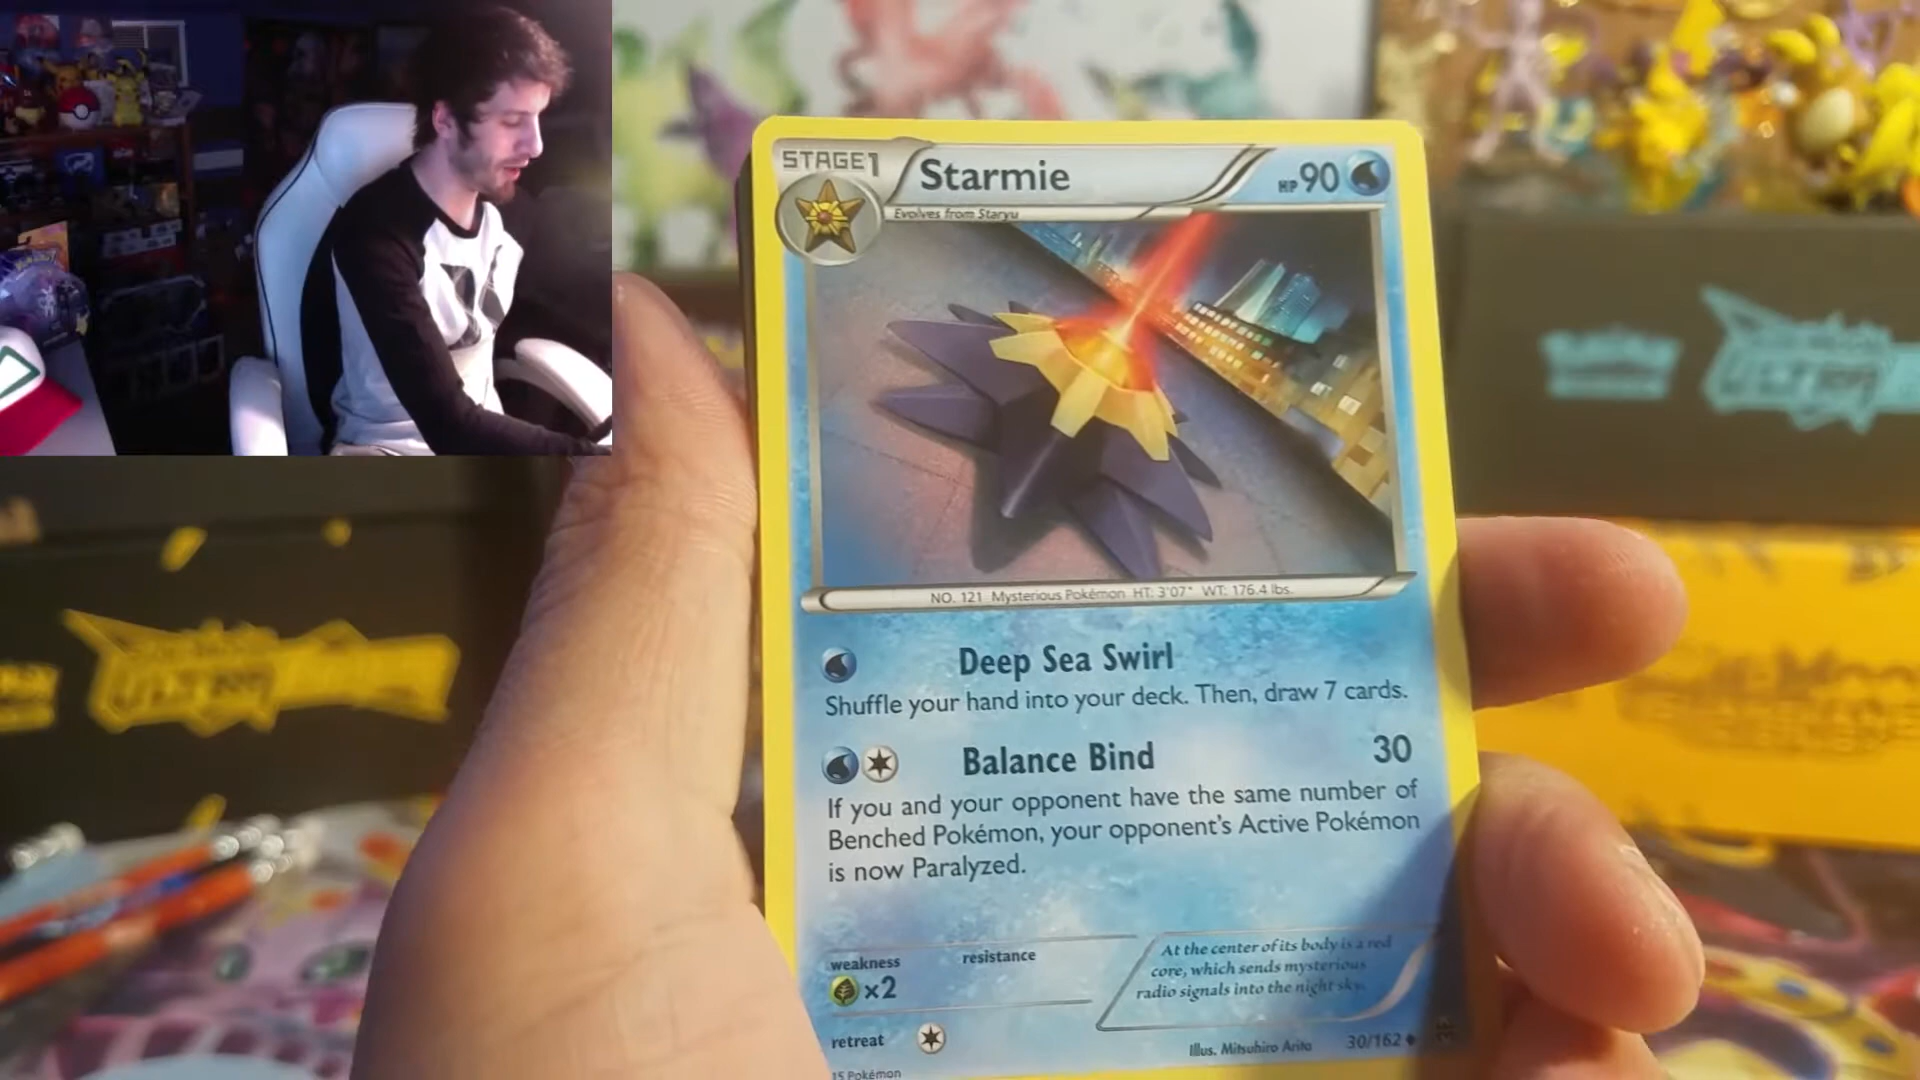 STAGE1
Starmie
HP 90
Evolves from Staryu
NO. 121 Mysterious Pokémon HT: 3'07" WT: 176.4 lbs.
Deep Sea Swirl
Shuffle your hand into your deck. Then, draw 7 cards.
Balance Bind 30
If you and your opponent have the same number of
Benched Pokémon, your opponent's Active Pokémon
is now Paralyzed.
weakness
×2
resistance
At the center of its body is a red
core, which sends mysterious
radio signals into the night sky.
retreat
Illus. Mitsuhiro Arita
30/162
15 Pokémon